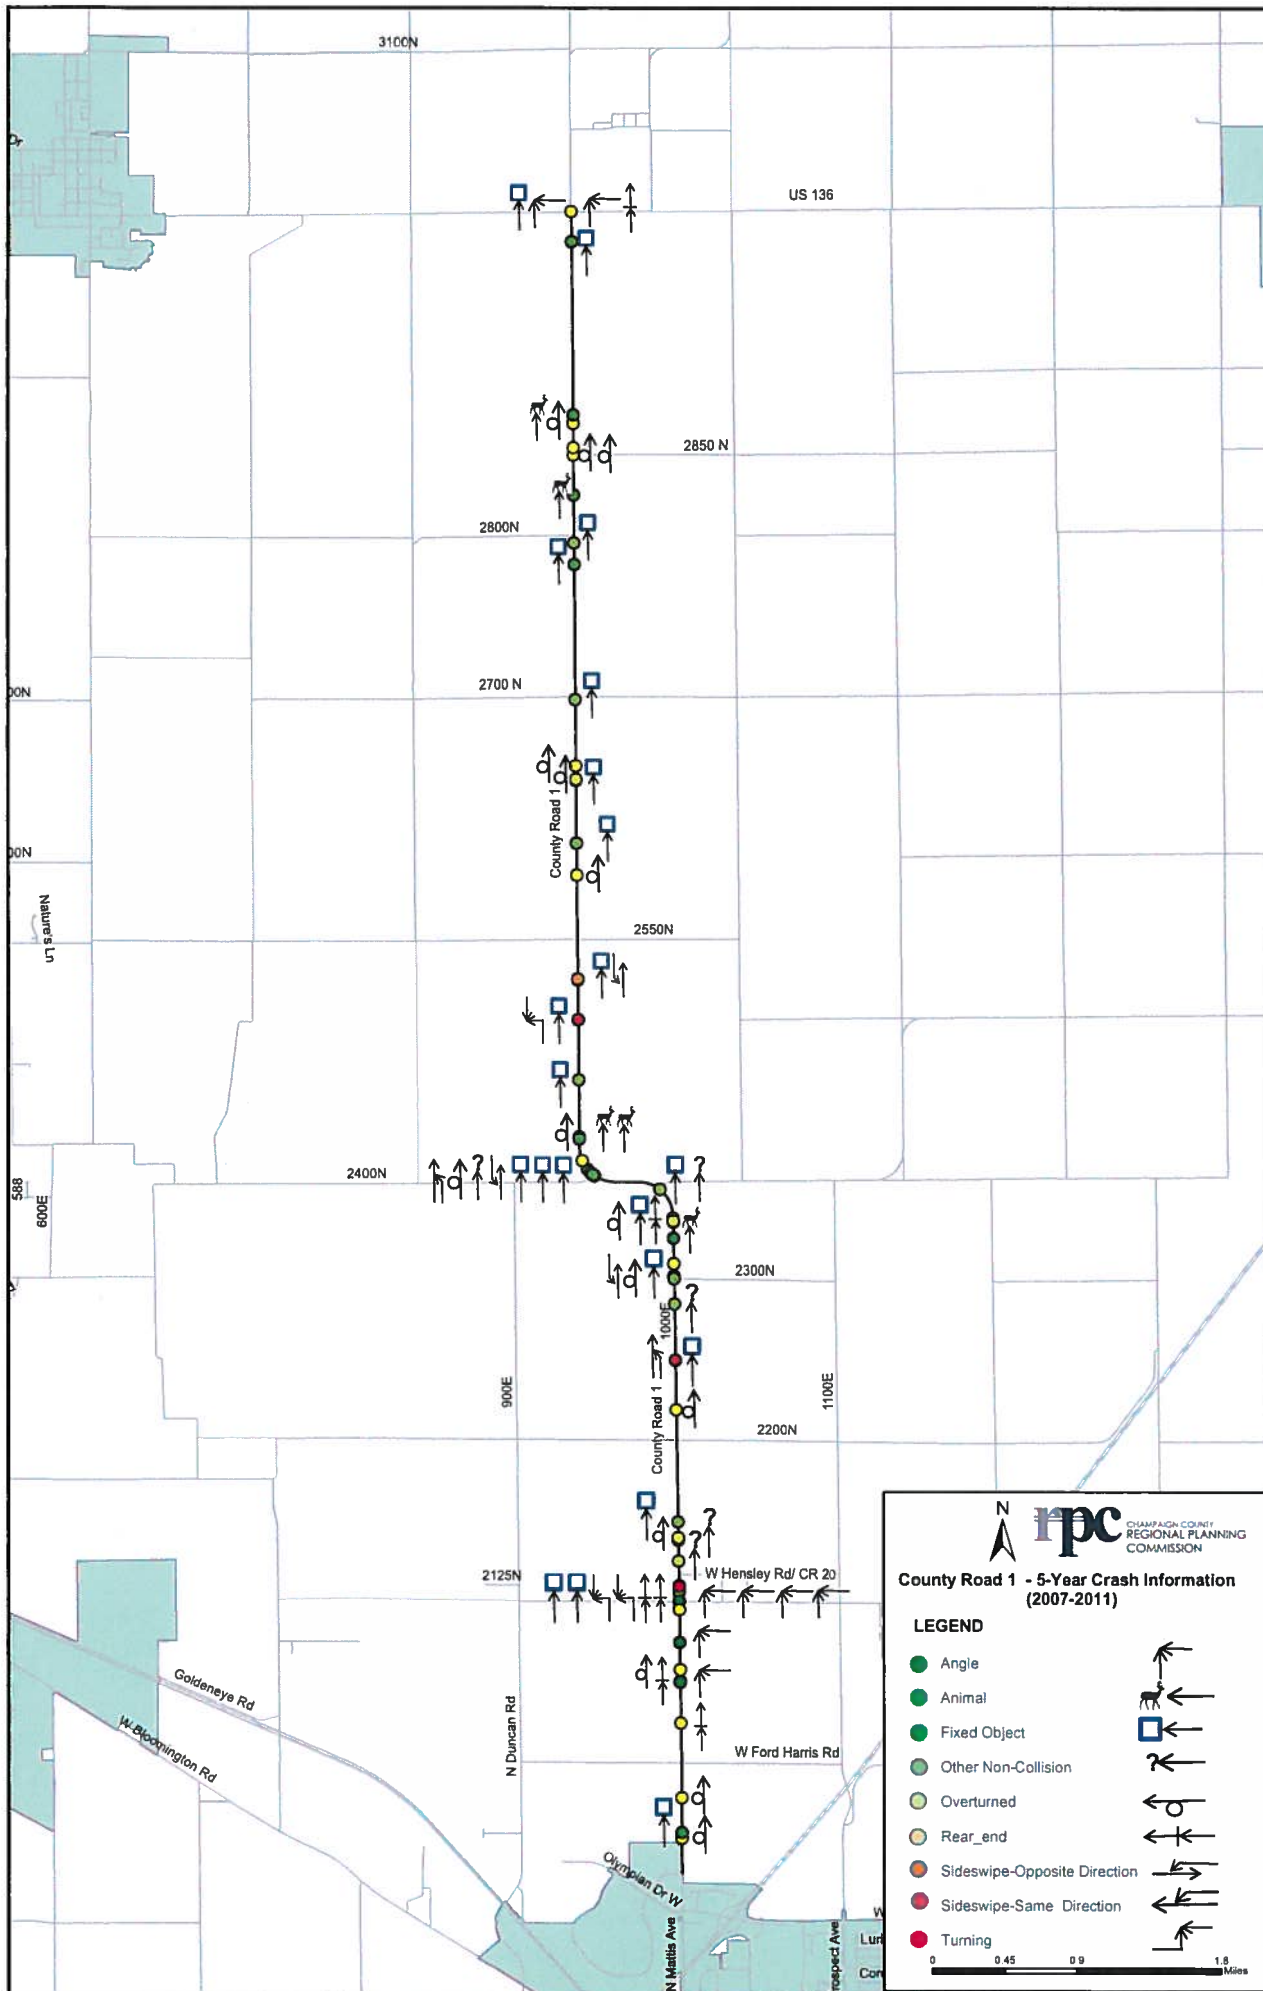 3100N
US 136
2850 N
2800N
2700 N
00N
County Road 1
00N
Nature's Ln
2550N
2400N
588
600E
2300N
1000E
900E
1100E
County Road 1
2200N
2125N
W Hensley Rd/ CR 20
Goldeneye Rd
W Bloomington Rd
N Duncan Rd
W Ford Harris Rd
Olympian Dr W
N Mattis Ave
rospect Ave
W
Con
N
rpc
CHAMPAIGN COUNTY
REGIONAL PLANNING
COMMISSION
County Road 1 - 5-Year Crash Information
(2007-2011)
LEGEND
Angle
Animal
Fixed Object
Other Non-Collision
Overturned
Rear_end
Sideswipe-Opposite Direction
Sideswipe-Same Direction
Turning
0 0.45 0.9 1.8
Miles